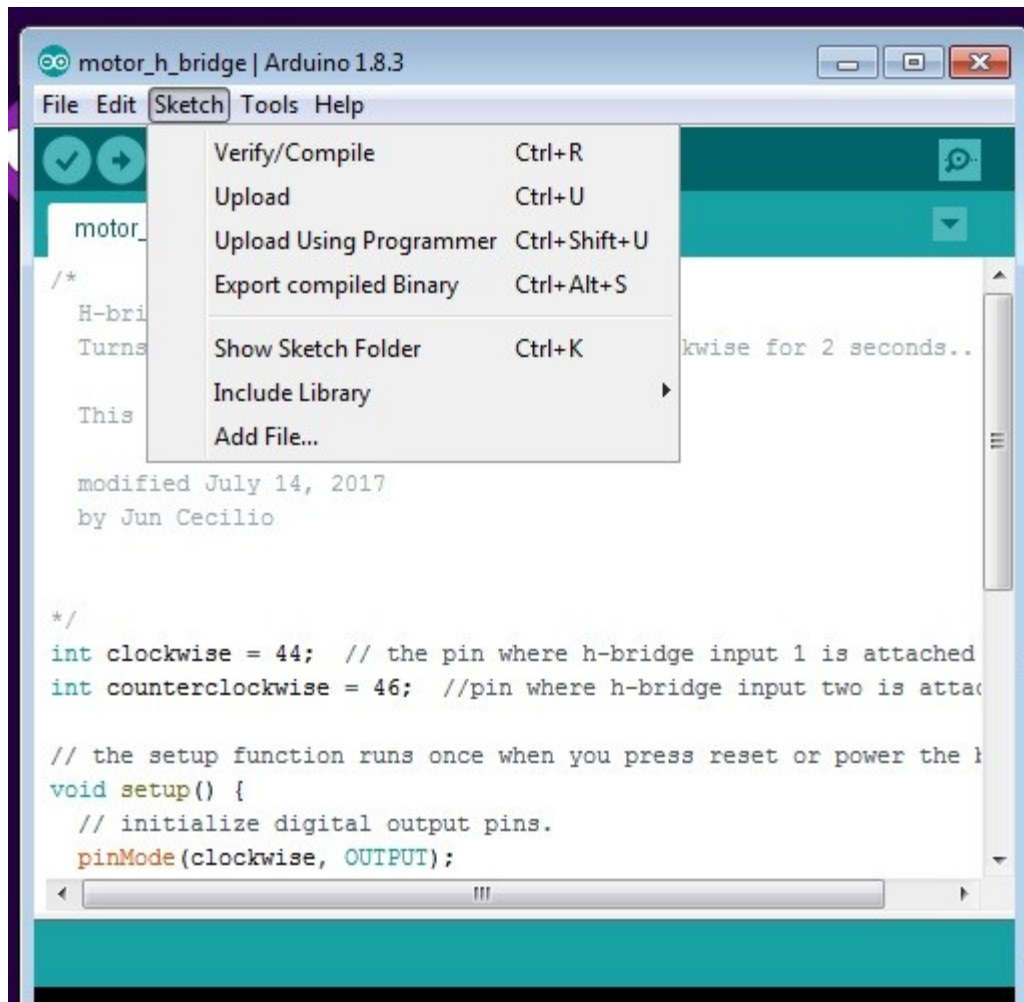 motor_h_bridge | Arduino 1.8.3
File Edit Sketch Tools Help
Verify/Compile Ctrl+R
Upload Ctrl+U
Upload Using Programmer Ctrl+Shift+U
Export compiled Binary Ctrl+Alt+S
Show Sketch Folder Ctrl+K
Include Library
Add File...
motor_
/*
H-bri
Turns kwise for 2 seconds..
This
modified July 14, 2017
by Jun Cecilio
*/
int clockwise = 44; // the pin where h-bridge input 1 is attached
int counterclockwise = 46; //pin where h-bridge input two is attac
// the setup function runs once when you press reset or power the
void setup() {
// initialize digital output pins.
pinMode(clockwise, OUTPUT);